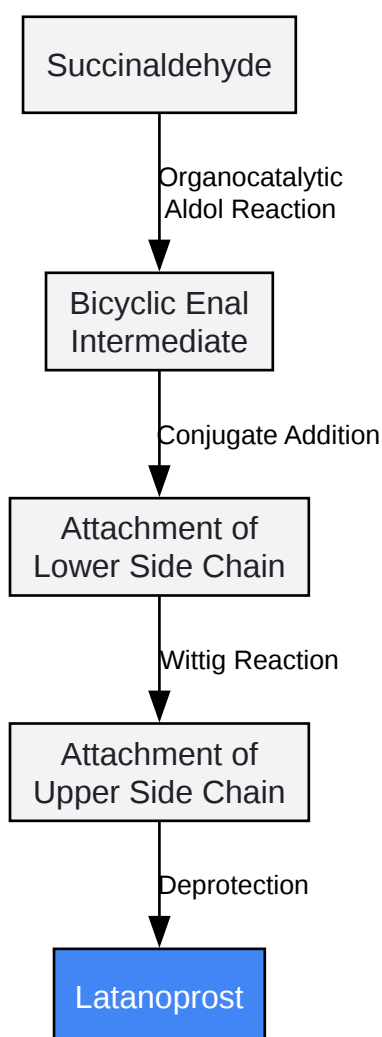 Succinaldehyde
Organocatalytic
Aldol Reaction
Bicyclic Enal
Intermediate
Conjugate Addition
Attachment of
Lower Side Chain
Wittig Reaction
Attachment of
Upper Side Chain
Deprotection
Latanoprost